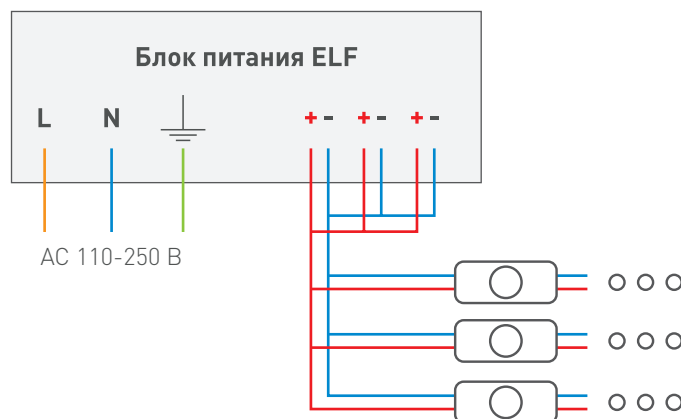 Блок питания ELF
L N + - + - + -
AC 110-250 В